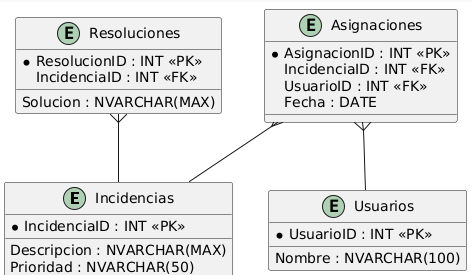 E Resoluciones
ResolucionID : INT «PK»
IncidenciaID : INT «FK»
Solucion : NVARCHAR(MAX)
E Asignaciones
AsignacionID : INT «PK»
IncidenciaID : INT «FK»
UsuarioID : INT «FK»
Fecha : DATE
E Incidencias
IncidenciaID : INT «PK»
Descripcion : NVARCHAR(MAX)
Prioridad : NVARCHAR(50)
E Usuarios
UsuarioID : INT «PK»
Nombre : NVARCHAR(100)